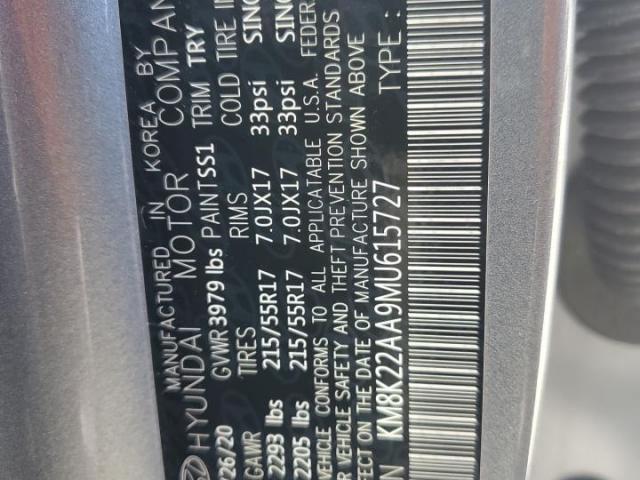 MANUFACTURED IN KOREA BY
HYUNDAI MOTOR COMPAN
26/20 GVWR 3979 lbs PAINT SS1 TRIM TRY
GAWR TIRES RIMS COLD TIRE IN
2293 lbs 215/55R17 7.0JX17 33psi SING
2205 lbs 215/55R17 7.0JX17 33psi SING
VEHICLE CONFORMS TO ALL APPLICABLE U.S.A. FEDER
R VEHICLE SAFETY AND THEFT PREVENTION STANDARDS
FECT ON THE DATE OF MANUFACTURE SHOWN ABOVE
N KM8K22AA9MU615727 TYPE :